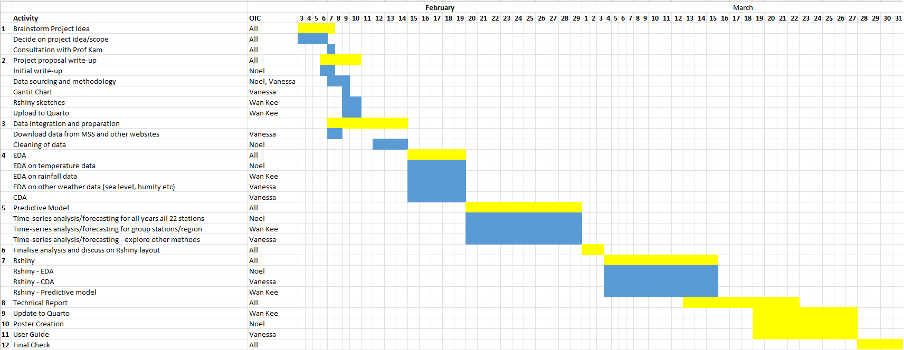 February March
Activity OIC 3 4 5 6 7 8 9 10 11 12 13 14 15 16 17 18 19 20 21 22 23 24 25 26 27 28 29 1 2 3 4 5 6 7 8 9 10 11 12 13 14 15 16 17 18 19 20 21 22 23 24 25 26 27 28 29 30 31
1 Brainstorm Project Idea All
Decide on project idea/scope All
Consultation with Prof Kam All
2 Project proposal write-up All
Initial write-up Noel
Data sourcing and methodology Noel, Vanessa
Gantit Chart Vanessa
Rshiny sketches Wan Kee
Upload to Quarto Wan Kee
3 Data integration and preparation
Download data from MSS and other websites Vanessa
Cleaning of data Noel
4 EDA All
EDA on temperature data Noel
EDA on rainfall data Wan Kee
EDA on other weather data (sea level, humity etc) Vanessa
CDA Vanessa
5 Predictive Model All
Time-series analysis/forecasting for all years all 22 stations Noel
Time-series analysis/forecasting for group stations/region Wan Kee
Time-series analysis/forecasting - explore other methods Vanessa
6 Finalise analysis and discuss on Rshiny layout All
7 Rshiny All
Rshiny - EDA Noel
Rshiny - CDA Vanessa
Rshiny - Predictive model Wan Kee
8 Technical Report All
9 Update to Quarto Wan Kee
10 Poster Creation Noel
11 User Guide Vanessa
12 Final Check All